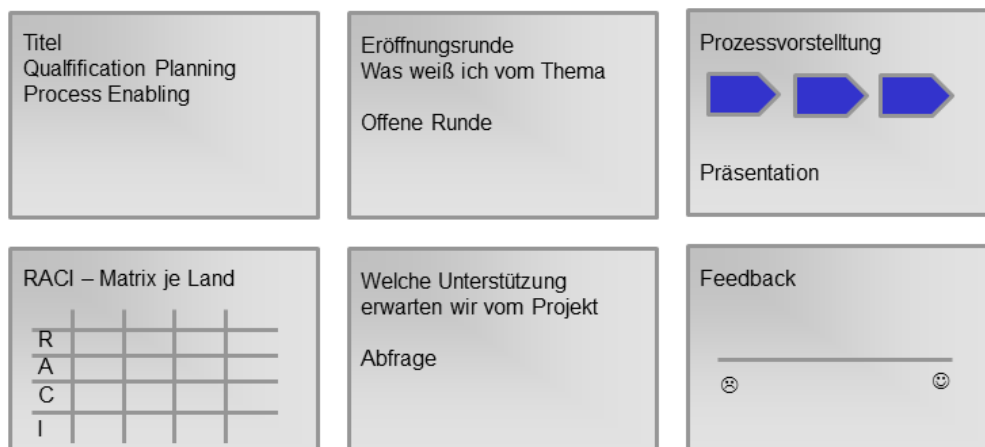 Titel
Qualfification Planning
Process Enabling
Eröffnungsrunde
Was weiß ich vom Thema
Offene Runde
Prozessvorstelltung
Präsentation
RACI – Matrix je Land
R
A
C
I
Welche Unterstützung
erwarten wir vom Projekt
Abfrage
Feedback